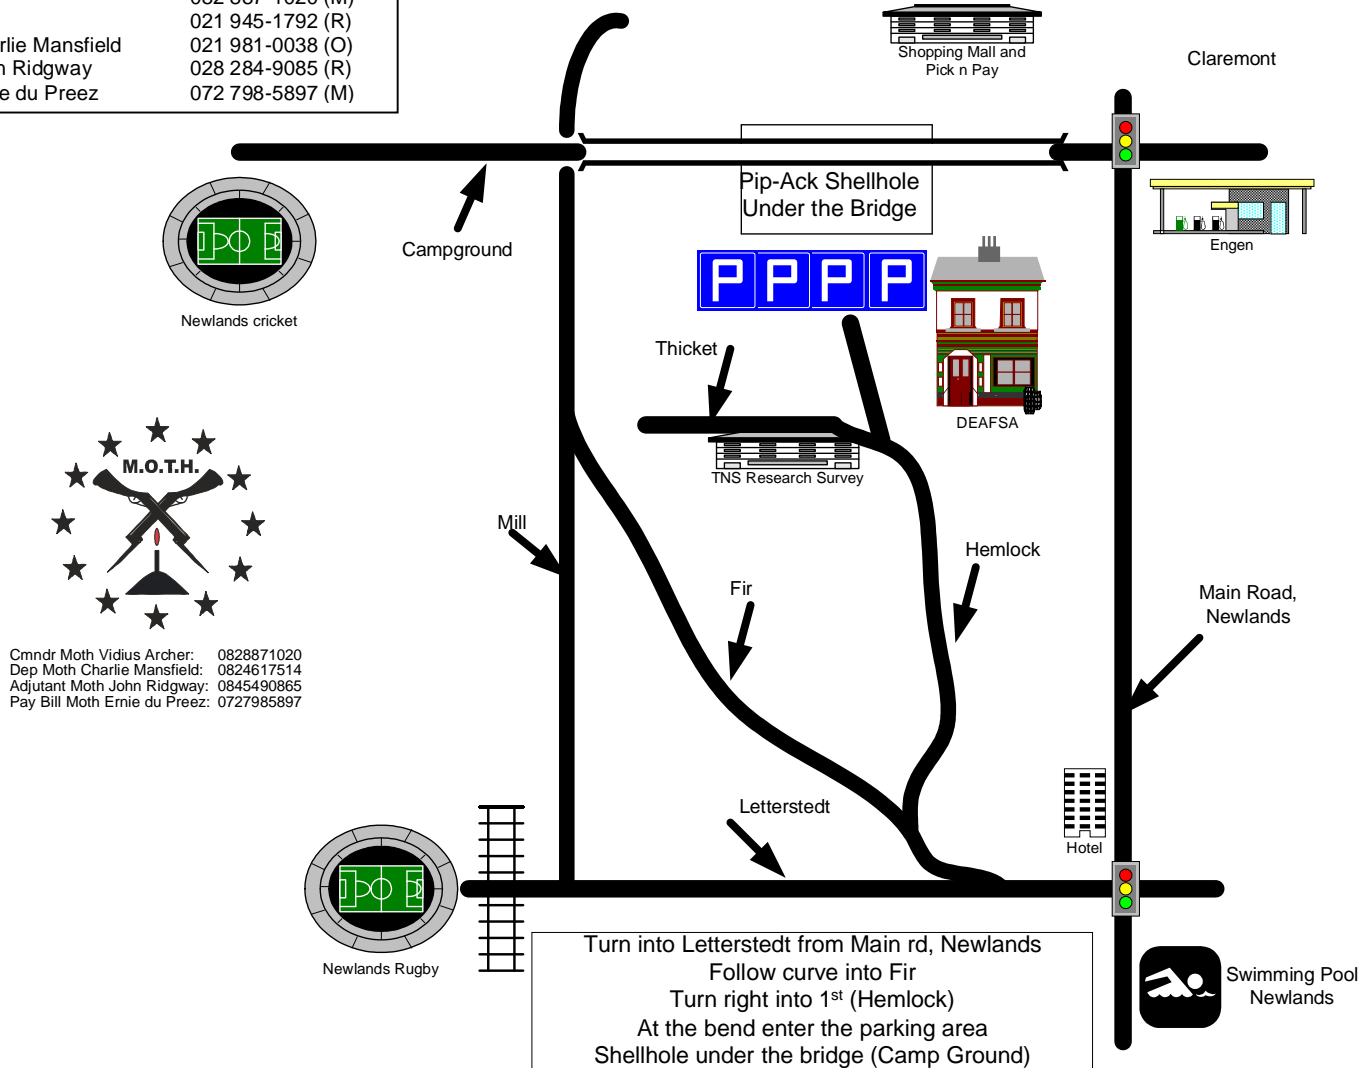 021 945-1792 (R)
rlie Mansfield 021 981-0038 (O)
n Ridgway 028 284-9085 (R)
e du Preez 072 798-5897 (M)
Shopping Mall and
Pick n Pay
Claremont
Pip-Ack Shellhole
Under the Bridge
Campground
Engen
Newlands cricket
P P P P
Thicket
DEAFSA
TNS Research Survey
M.O.T.H.
Mill
Hemlock
Fir
Main Road,
Newlands
Cmndr Moth Vidius Archer: 0828871020
Dep Moth Charlie Mansfield: 0824617514
Adjutant Moth John Ridgway: 0845490865
Pay Bill Moth Ernie du Preez: 0727985897
Letterstedt
Hotel
Newlands Rugby
Turn into Letterstedt from Main rd, Newlands
Follow curve into Fir
Turn right into 1st (Hemlock)
At the bend enter the parking area
Shellhole under the bridge (Camp Ground)
Swimming Pool
Newlands